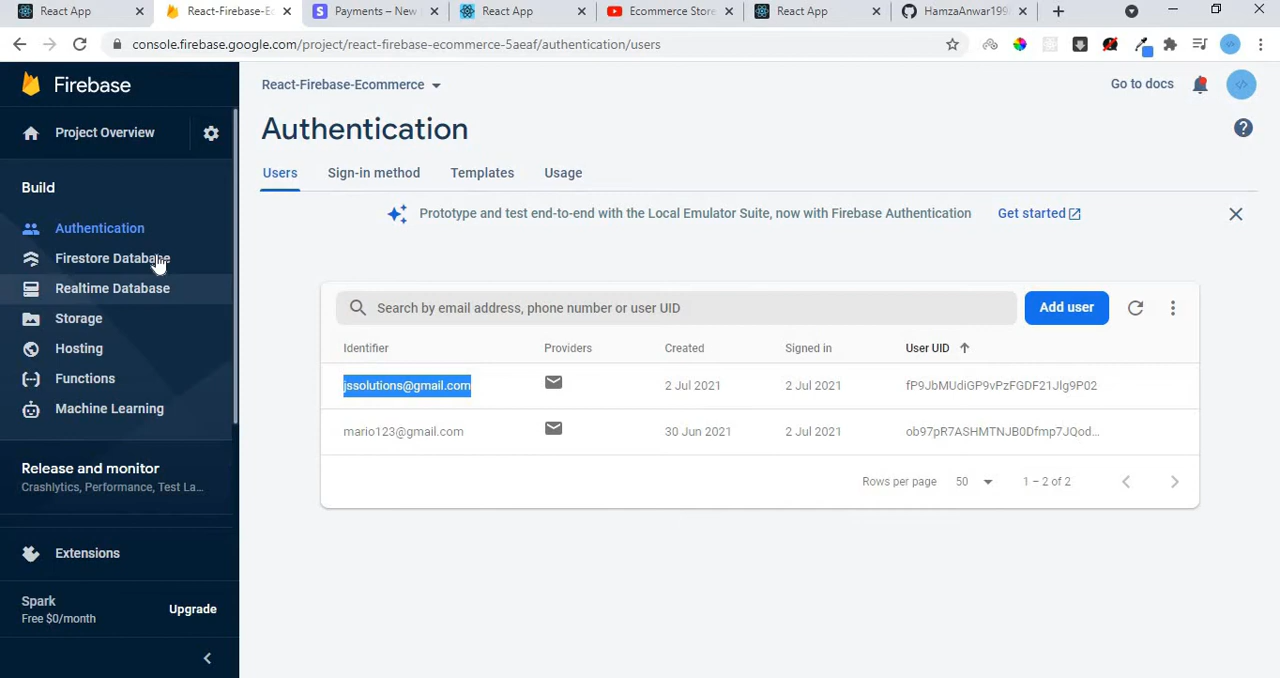 React App
React-Firebase-Ec
Payments – New
React App
Ecommerce Store
React App
HamzaAnwar199
console.firebase.google.com/project/react-firebase-ecommerce-5aeaf/authentication/users
Firebase
React-Firebase-Ecommerce
Go to docs
Project Overview
Authentication
Build
Users
Sign-in method
Templates
Usage
Authentication
Prototype and test end-to-end with the Local Emulator Suite, now with Firebase Authentication
Get started
Firestore Database
Realtime Database
Search by email address, phone number or user UID
Add user
Storage
Hosting
Identifier
Providers
Created
Signed in
User UID
Functions
jssolutions@gmail.com
2 Jul 2021
2 Jul 2021
fP9JbMUdiGP9vPzFGDF21Jlg9P02
Machine Learning
mario123@gmail.com
30 Jun 2021
2 Jul 2021
ob97pR7ASHMTNJB0Dfmp7JQod...
Release and monitor
Crashlytics, Performance, Test La...
Rows per page
50
1 – 2 of 2
Extensions
Spark
Free $0/month
Upgrade